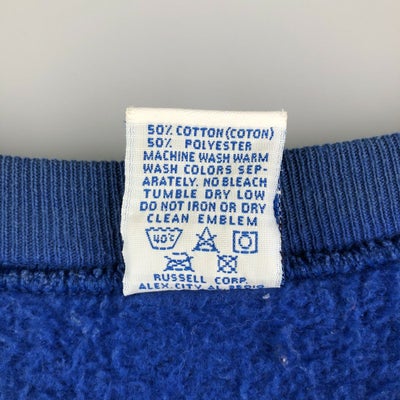 50% COTTON (COTON)
50% POLYESTER
MACHINE WASH WARM
WASH COLORS SEP-
ARATELY. NO BLEACH
TUMBLE DRY LOW
DO NOT IRON OR DRY
CLEAN EMBLEM
40°C
RUSSELL CORP.
ALEX. CITY, AL